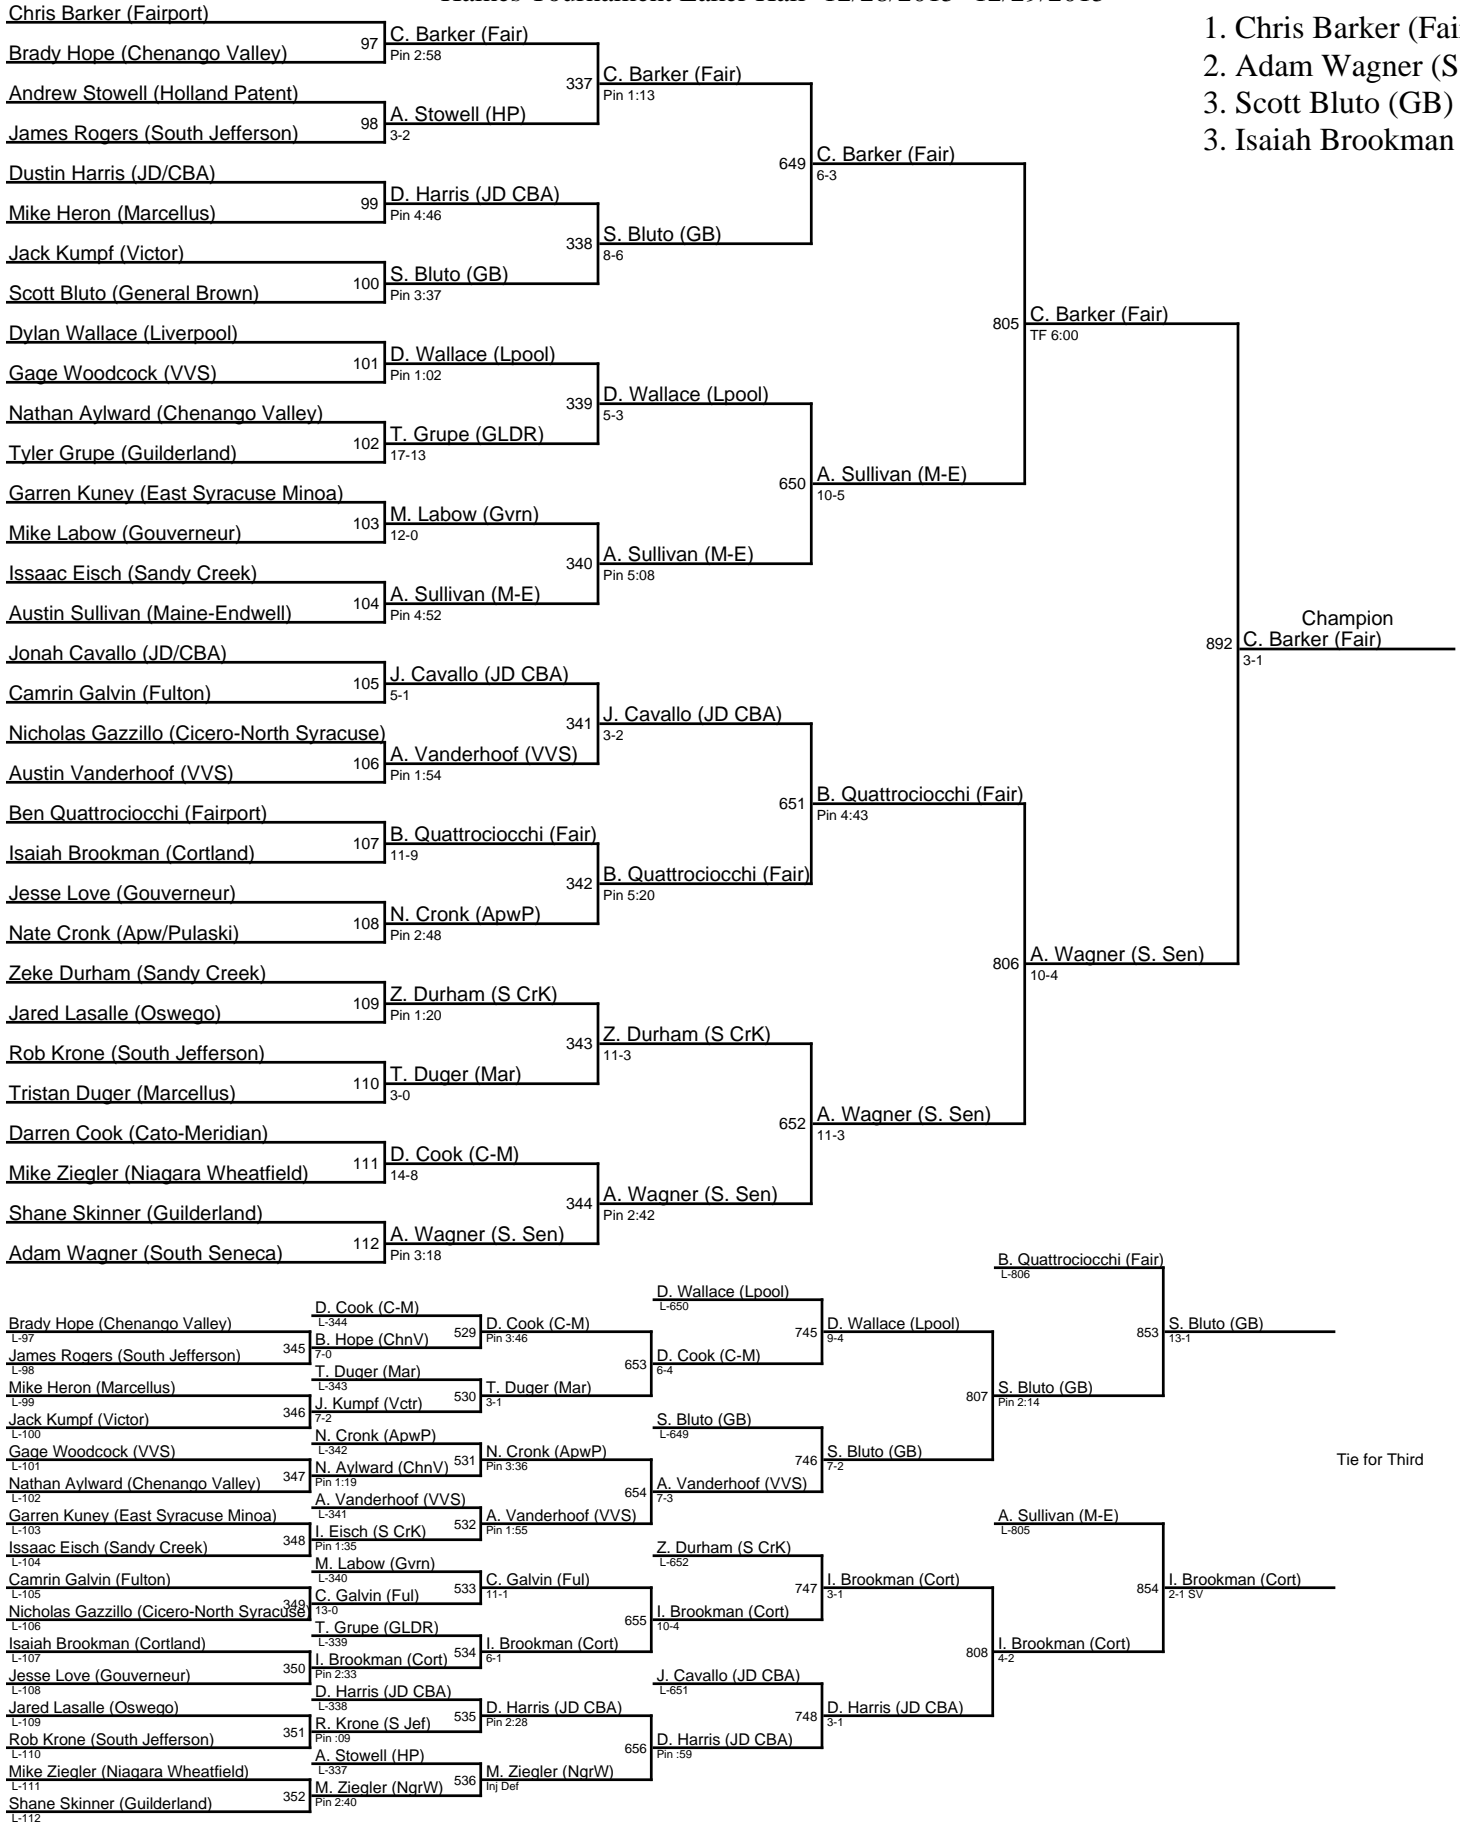 1. Chris Barker (Fai
2. Adam Wagner (S
3. Scott Bluto (GB)
3. Isaiah Brookman
Chris Barker (Fairport)
Brady Hope (Chenango Valley)
Andrew Stowell (Holland Patent)
James Rogers (South Jefferson)
Dustin Harris (JD/CBA)
Mike Heron (Marcellus)
Jack Kumpf (Victor)
Scott Bluto (General Brown)
Dylan Wallace (Liverpool)
Gage Woodcock (VVS)
Nathan Aylward (Chenango Valley)
Tyler Grupe (Guilderland)
Garren Kuney (East Syracuse Minoa)
Mike Labow (Gouverneur)
Issaac Eisch (Sandy Creek)
Austin Sullivan (Maine-Endwell)
Jonah Cavallo (JD/CBA)
Camrin Galvin (Fulton)
Nicholas Gazzillo (Cicero-North Syracuse)
Austin Vanderhoof (VVS)
Ben Quattrociocchi (Fairport)
Isaiah Brookman (Cortland)
Jesse Love (Gouverneur)
Nate Cronk (Apw/Pulaski)
Zeke Durham (Sandy Creek)
Jared Lasalle (Oswego)
Rob Krone (South Jefferson)
Tristan Duger (Marcellus)
Darren Cook (Cato-Meridian)
Mike Ziegler (Niagara Wheatfield)
Shane Skinner (Guilderland)
Adam Wagner (South Seneca)
97 C. Barker (Fair)
Pin 2:58
98 A. Stowell (HP)
3-2
99 D. Harris (JD CBA)
Pin 4:46
100 S. Bluto (GB)
Pin 3:37
101 D. Wallace (Lpool)
Pin 1:02
102 T. Grupe (GLDR)
17-13
103 M. Labow (Gvrn)
12-0
104 A. Sullivan (M-E)
Pin 4:52
105 J. Cavallo (JD CBA)
5-1
106 A. Vanderhoof (VVS)
Pin 1:54
107 B. Quattrociocchi (Fair)
11-9
108 N. Cronk (ApwP)
Pin 2:48
109 Z. Durham (S CrK)
Pin 1:20
110 T. Duger (Mar)
3-0
111 D. Cook (C-M)
14-8
112 A. Wagner (S. Sen)
Pin 3:18
337 C. Barker (Fair)
Pin 1:13
338 S. Bluto (GB)
8-6
339 D. Wallace (Lpool)
5-3
340 A. Sullivan (M-E)
Pin 5:08
341 J. Cavallo (JD CBA)
3-2
342 B. Quattrociocchi (Fair)
Pin 5:20
343 Z. Durham (S CrK)
11-3
344 A. Wagner (S. Sen)
Pin 2:42
649 C. Barker (Fair)
6-3
650 A. Sullivan (M-E)
10-5
651 B. Quattrociocchi (Fair)
Pin 4:43
652 A. Wagner (S. Sen)
11-3
805 C. Barker (Fair)
TF 6:00
806 A. Wagner (S. Sen)
10-4
Champion
892 C. Barker (Fair)
3-1
Brady Hope (Chenango Valley)
L-97
James Rogers (South Jefferson)
L-98
Mike Heron (Marcellus)
L-99
Jack Kumpf (Victor)
L-100
Gage Woodcock (VVS)
L-101
Nathan Aylward (Chenango Valley)
L-102
Garren Kuney (East Syracuse Minoa)
L-103
Issaac Eisch (Sandy Creek)
L-104
Camrin Galvin (Fulton)
L-105
Nicholas Gazzillo (Cicero-North Syracuse)
L-106
Isaiah Brookman (Cortland)
L-107
Jesse Love (Gouverneur)
L-108
Jared Lasalle (Oswego)
L-109
Rob Krone (South Jefferson)
L-110
Mike Ziegler (Niagara Wheatfield)
L-111
Shane Skinner (Guilderland)
L-112
D. Cook (C-M)
L-344
345 B. Hope (ChnV)
7-0
T. Duger (Mar)
L-343
346 J. Kumpf (Vctr)
7-2
N. Cronk (ApwP)
L-342
347 N. Aylward (ChnV)
Pin 1:19
A. Vanderhoof (VVS)
L-341
348 I. Eisch (S CrK)
Pin 1:35
M. Labow (Gvrn)
L-340
349 C. Galvin (Ful)
13-0
T. Grupe (GLDR)
L-339
350 I. Brookman (Cort)
Pin 2:33
D. Harris (JD CBA)
L-338
351 R. Krone (S Jef)
Pin :09
A. Stowell (HP)
L-337
352 M. Ziegler (NgrW)
Pin 2:40
529 D. Cook (C-M)
Pin 3:46
530 T. Duger (Mar)
3-1
531 N. Cronk (ApwP)
Pin 3:36
532 A. Vanderhoof (VVS)
Pin 1:55
533 C. Galvin (Ful)
11-1
534 I. Brookman (Cort)
6-1
535 D. Harris (JD CBA)
Pin 2:28
536 M. Ziegler (NgrW)
Inj Def
D. Wallace (Lpool)
L-650
653 D. Cook (C-M)
6-4
S. Bluto (GB)
L-649
654 A. Vanderhoof (VVS)
7-3
Z. Durham (S CrK)
L-652
655 I. Brookman (Cort)
10-4
J. Cavallo (JD CBA)
L-651
656 D. Harris (JD CBA)
Pin :59
745 D. Wallace (Lpool)
9-4
746 S. Bluto (GB)
7-2
747 I. Brookman (Cort)
3-1
748 D. Harris (JD CBA)
3-1
B. Quattrociocchi (Fair)
L-806
807 S. Bluto (GB)
Pin 2:14
A. Sullivan (M-E)
L-805
808 I. Brookman (Cort)
4-2
853 S. Bluto (GB)
13-1
Tie for Third
854 I. Brookman (Cort)
2-1 SV